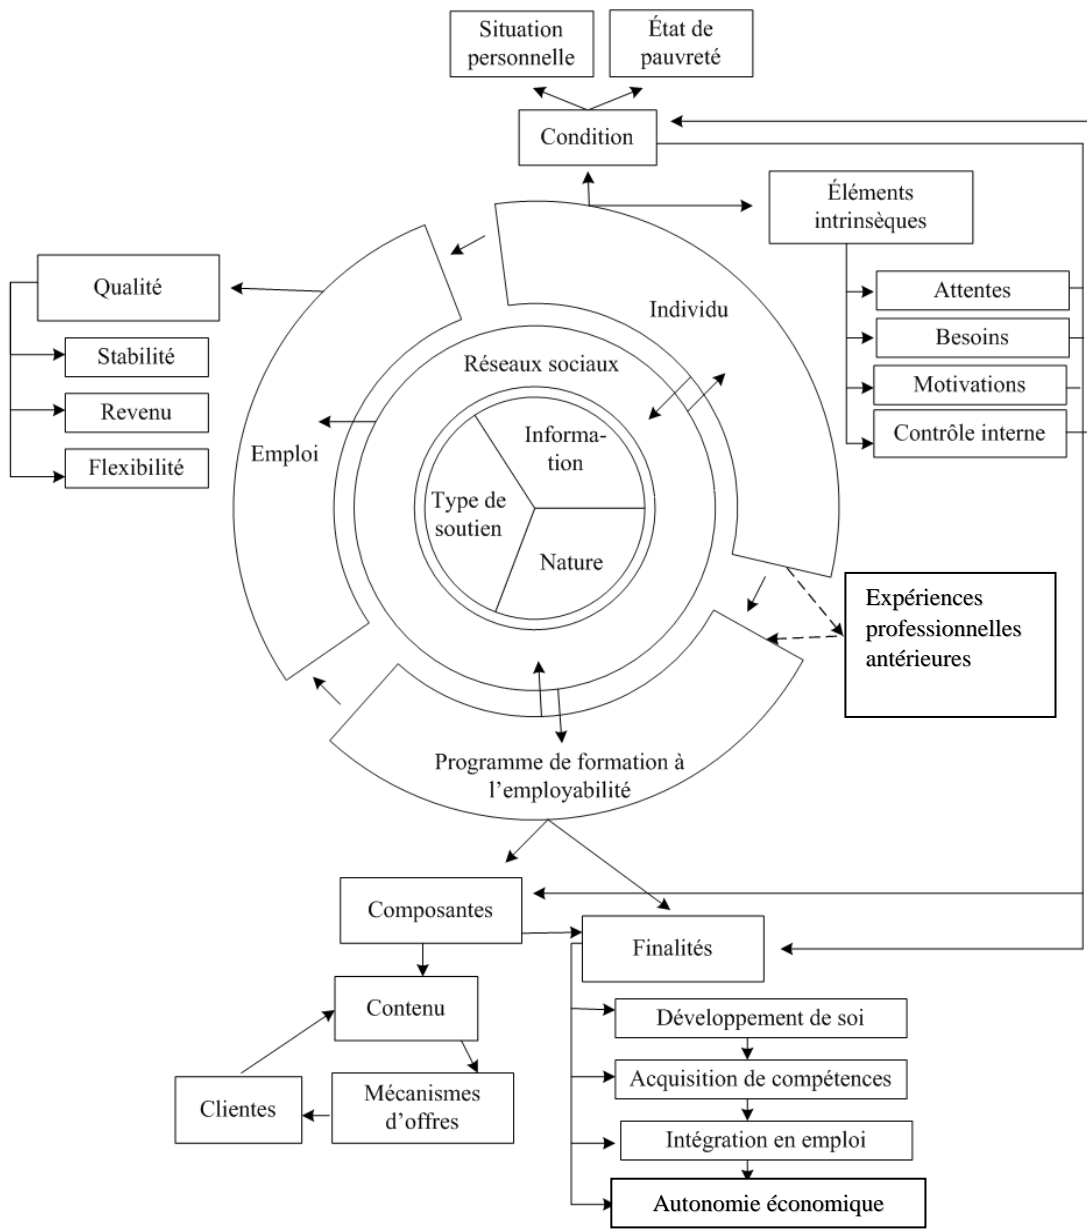 Situation
personnelle
État de
pauvreté
Condition
Éléments
intrinsèques
Qualité
Attentes
Individu
Besoins
Stabilité
Réseaux sociaux
Motivations
Revenu
Contrôle interne
Informa-
tion
Emploi
Flexibilité
Type de
soutien
Nature
Expériences
professionnelles
antérieures
Programme de formation à
l’employabilité
Composantes
Finalités
Contenu
Développement de soi
Acquisition de compétences
Clientes
Mécanismes
d’offres
Intégration en emploi
Autonomie économique